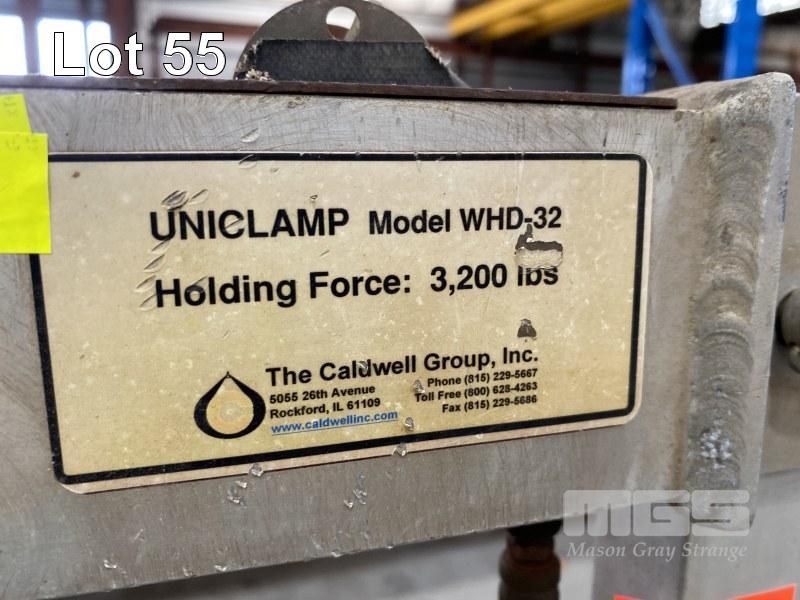 Lot 55
UNICLAMP Model WHD-32
Holding Force: 3,200 lbs
The Caldwell Group, Inc.
5055 26th Avenue
Rockford, IL 61109
www.caldwellinc.com
Phone (815) 229-5667
Toll Free (800) 628-4263
Fax (815) 229-5686
MGS
Mason Gray Strange